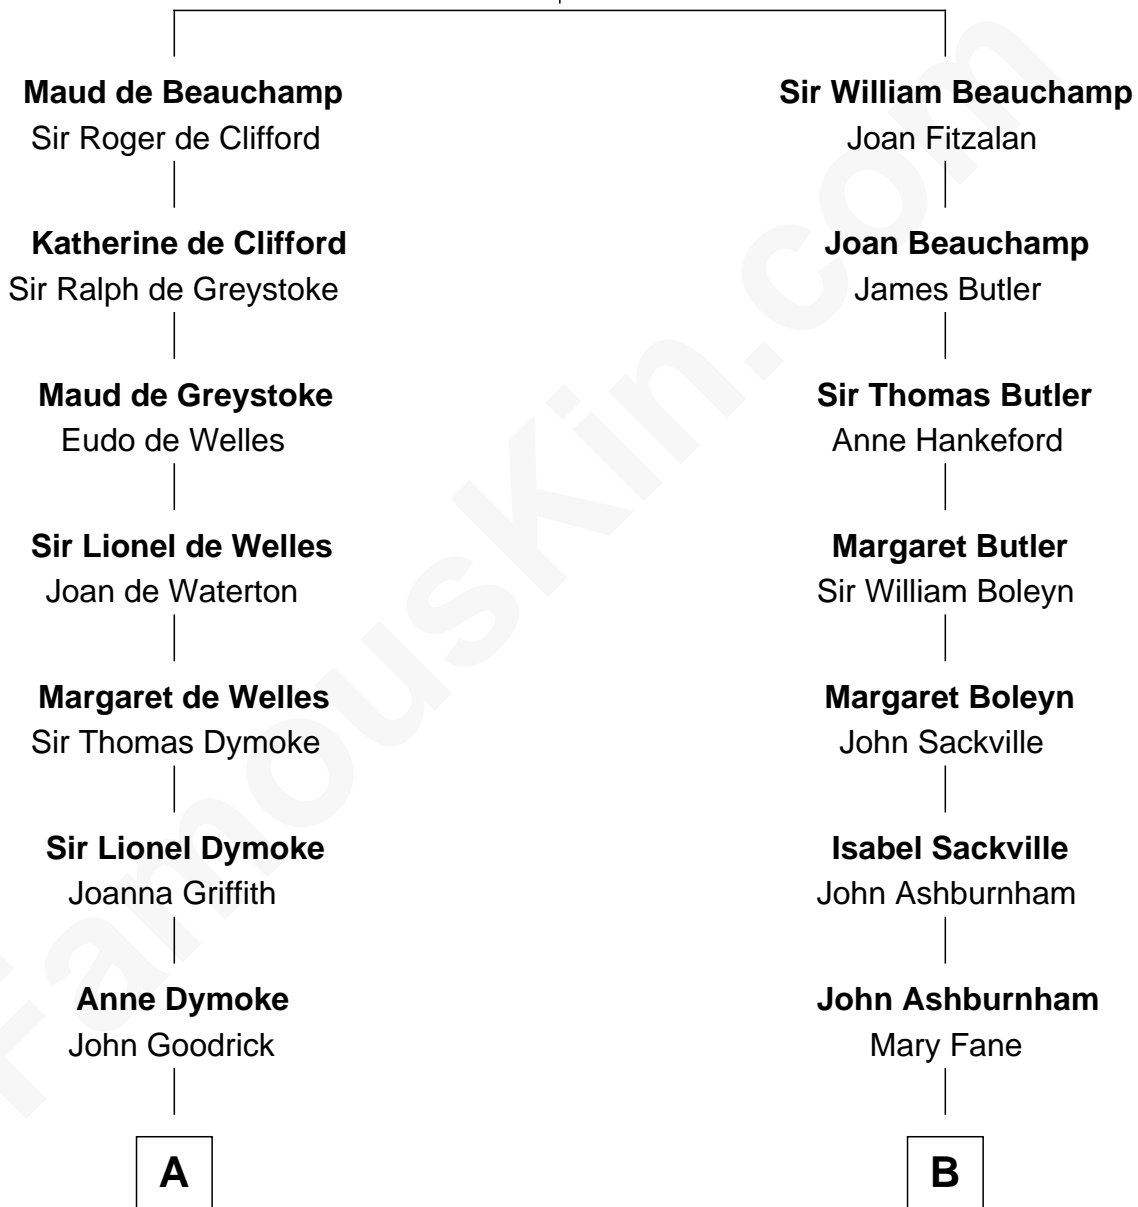 Maud de Beauchamp
Sir Roger de Clifford
Katherine de Clifford
Sir Ralph de Greystoke
Maud de Greystoke
Eudo de Welles
Sir Lionel de Welles
Joan de Waterton
Margaret de Welles
Sir Thomas Dymoke
Sir Lionel Dymoke
Joanna Griffith
Anne Dymoke
John Goodrick
A
Sir William Beauchamp
Joan Fitzalan
Joan Beauchamp
James Butler
Sir Thomas Butler
Anne Hankeford
Margaret Butler
Sir William Boleyn
Margaret Boleyn
John Sackville
Isabel Sackville
John Ashburnham
John Ashburnham
Mary Fane
B
FamousKin.com